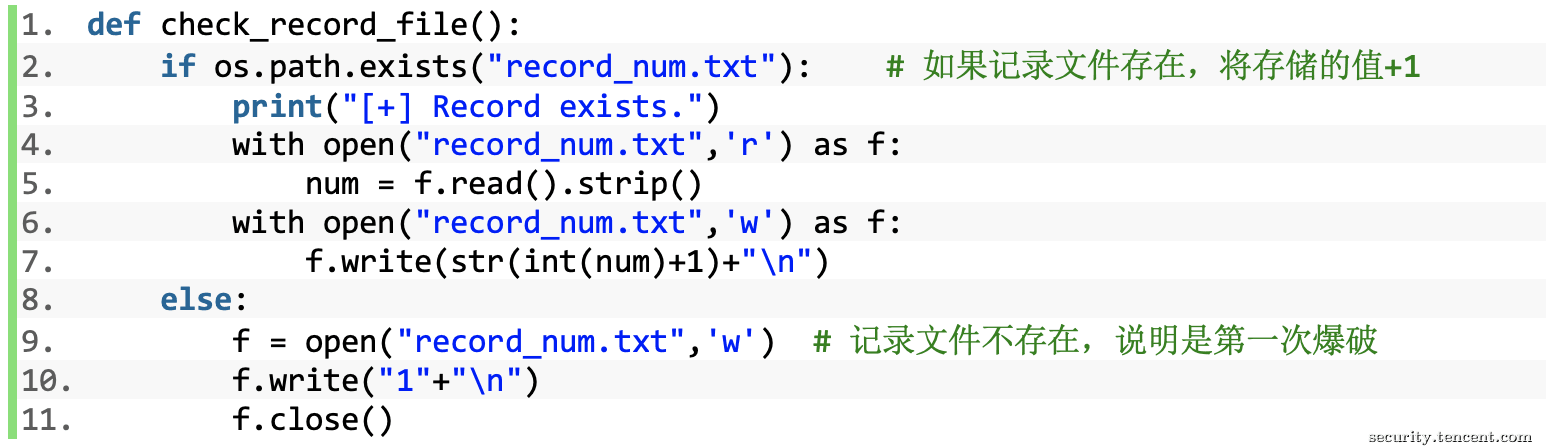 1. def check_record_file():
2.     if os.path.exists("record_num.txt"):    # 如果记录文件存在，将存储的值+1
3.         print("[+] Record exists.")
4.         with open("record_num.txt",'r') as f:
5.             num = f.read().strip()
6.         with open("record_num.txt",'w') as f:
7.             f.write(str(int(num)+1)+"\n")
8.     else:
9.         f = open("record_num.txt",'w')  # 记录文件不存在，说明是第一次爆破
10.         f.write("1"+"\n")
11.         f.close()
security.tencent.com